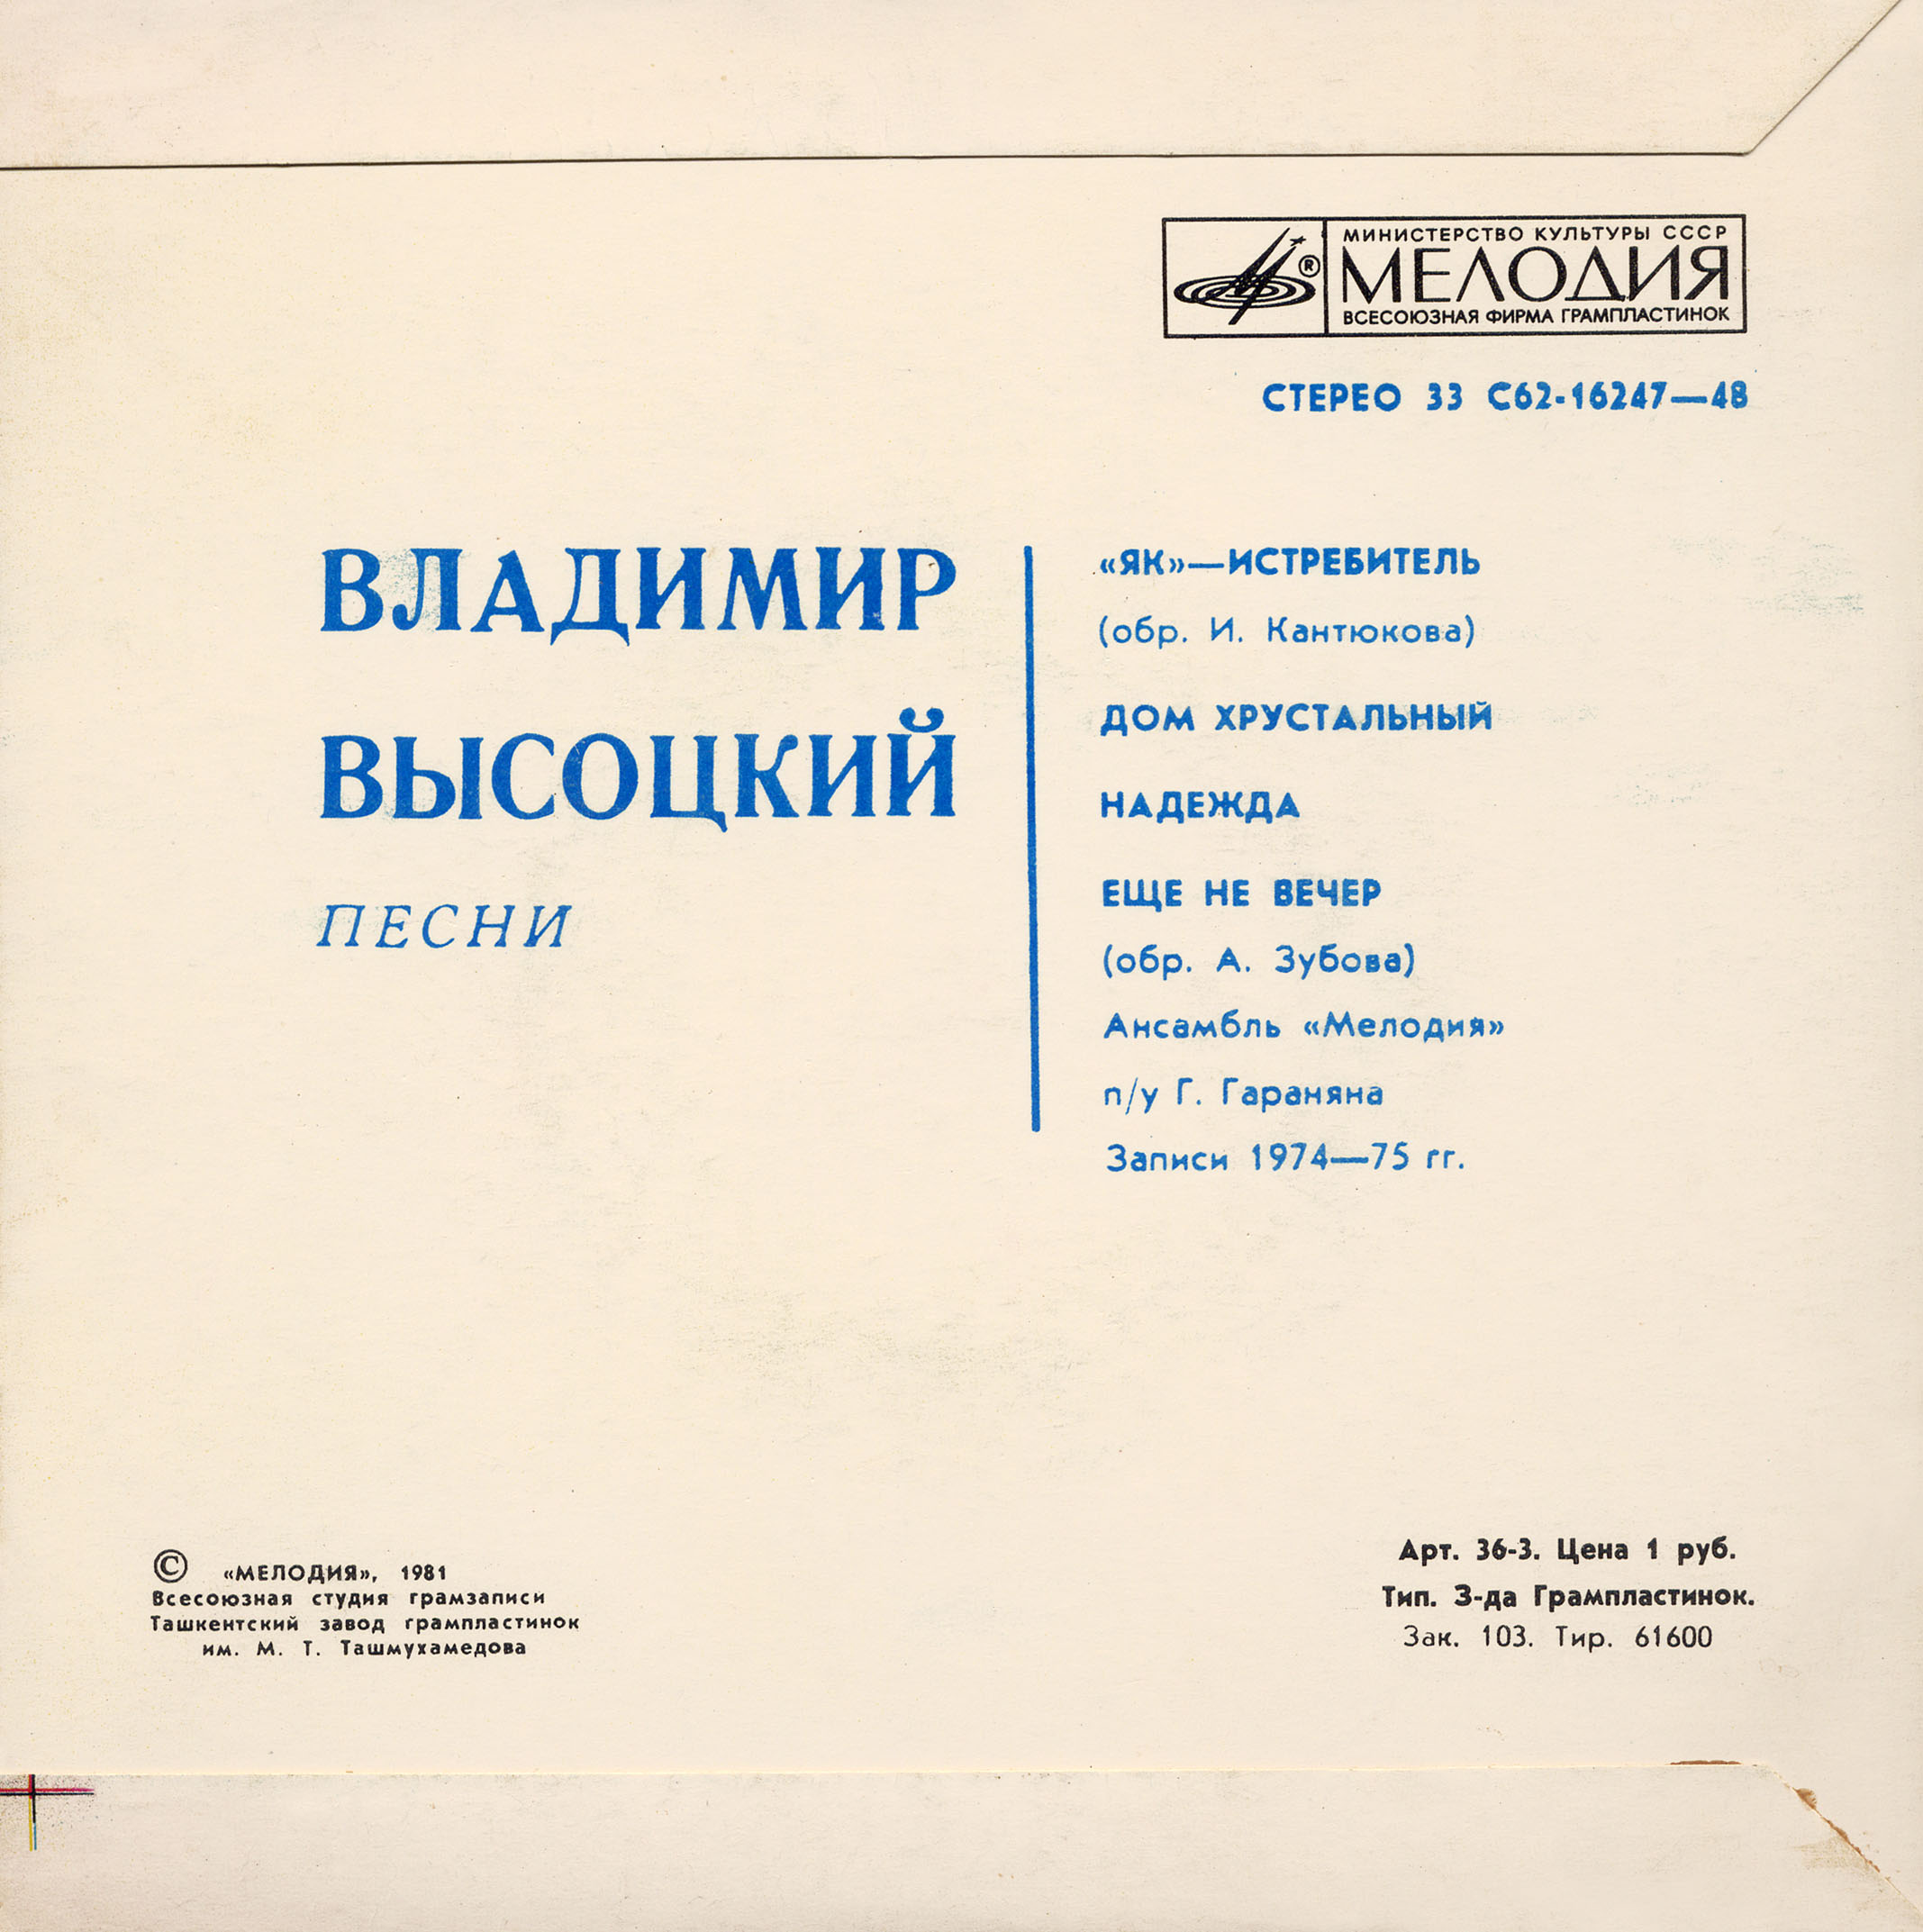 МИНИСТЕРСТВО КУЛЬТУРЫ СССР
МЕЛОДИЯ
ВСЕСОЮЗНАЯ ФИРМА ГРАМПЛАСТИНОК
®
СТЕРЕО 33 С62-16247—48
ВЛАДИМИР
ВЫСОЦКИЙ
ПЕСНИ
«ЯК»—ИСТРЕБИТЕЛЬ
(обр. И. Кантюкова)
ДОМ ХРУСТАЛЬНЫЙ
НАДЕЖДА
ЕЩЕ НЕ ВЕЧЕР
(обр. А. Зубова)
Ансамбль «Мелодия»
п/у Г. Гараняна
Записи 1974—75 гг.
© «МЕЛОДИЯ», 1981
Всесоюзная студия грамзаписи
Ташкентский завод грампластинок
им. М. Т. Ташмухамедова
Арт. 36-3. Цена 1 руб.
Тип. З-да Грампластинок.
Зак. 103. Тир. 61600